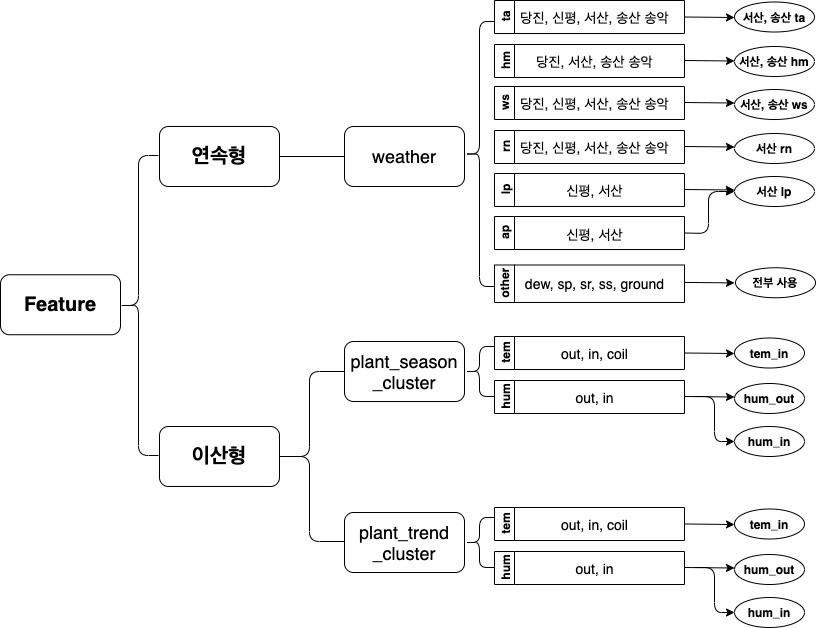 Feature
연속형
weather
ta
당진, 신평, 서산, 송산 송악
서산, 송산 ta
hm
당진, 서산, 송산 송악
서산, 송산 hm
ws
당진, 신평, 서산, 송산 송악
서산, 송산 ws
rn
당진, 신평, 서산, 송산 송악
서산 rn
lp
신평, 서산
서산 lp
ap
신평, 서산
other
dew, sp, sr, ss, ground
전부 사용
이산형
plant_season
_cluster
tem
out, in, coil
tem_in
hum
out, in
hum_out
hum_in
plant_trend
_cluster
tem
out, in, coil
tem_in
hum
out, in
hum_out
hum_in